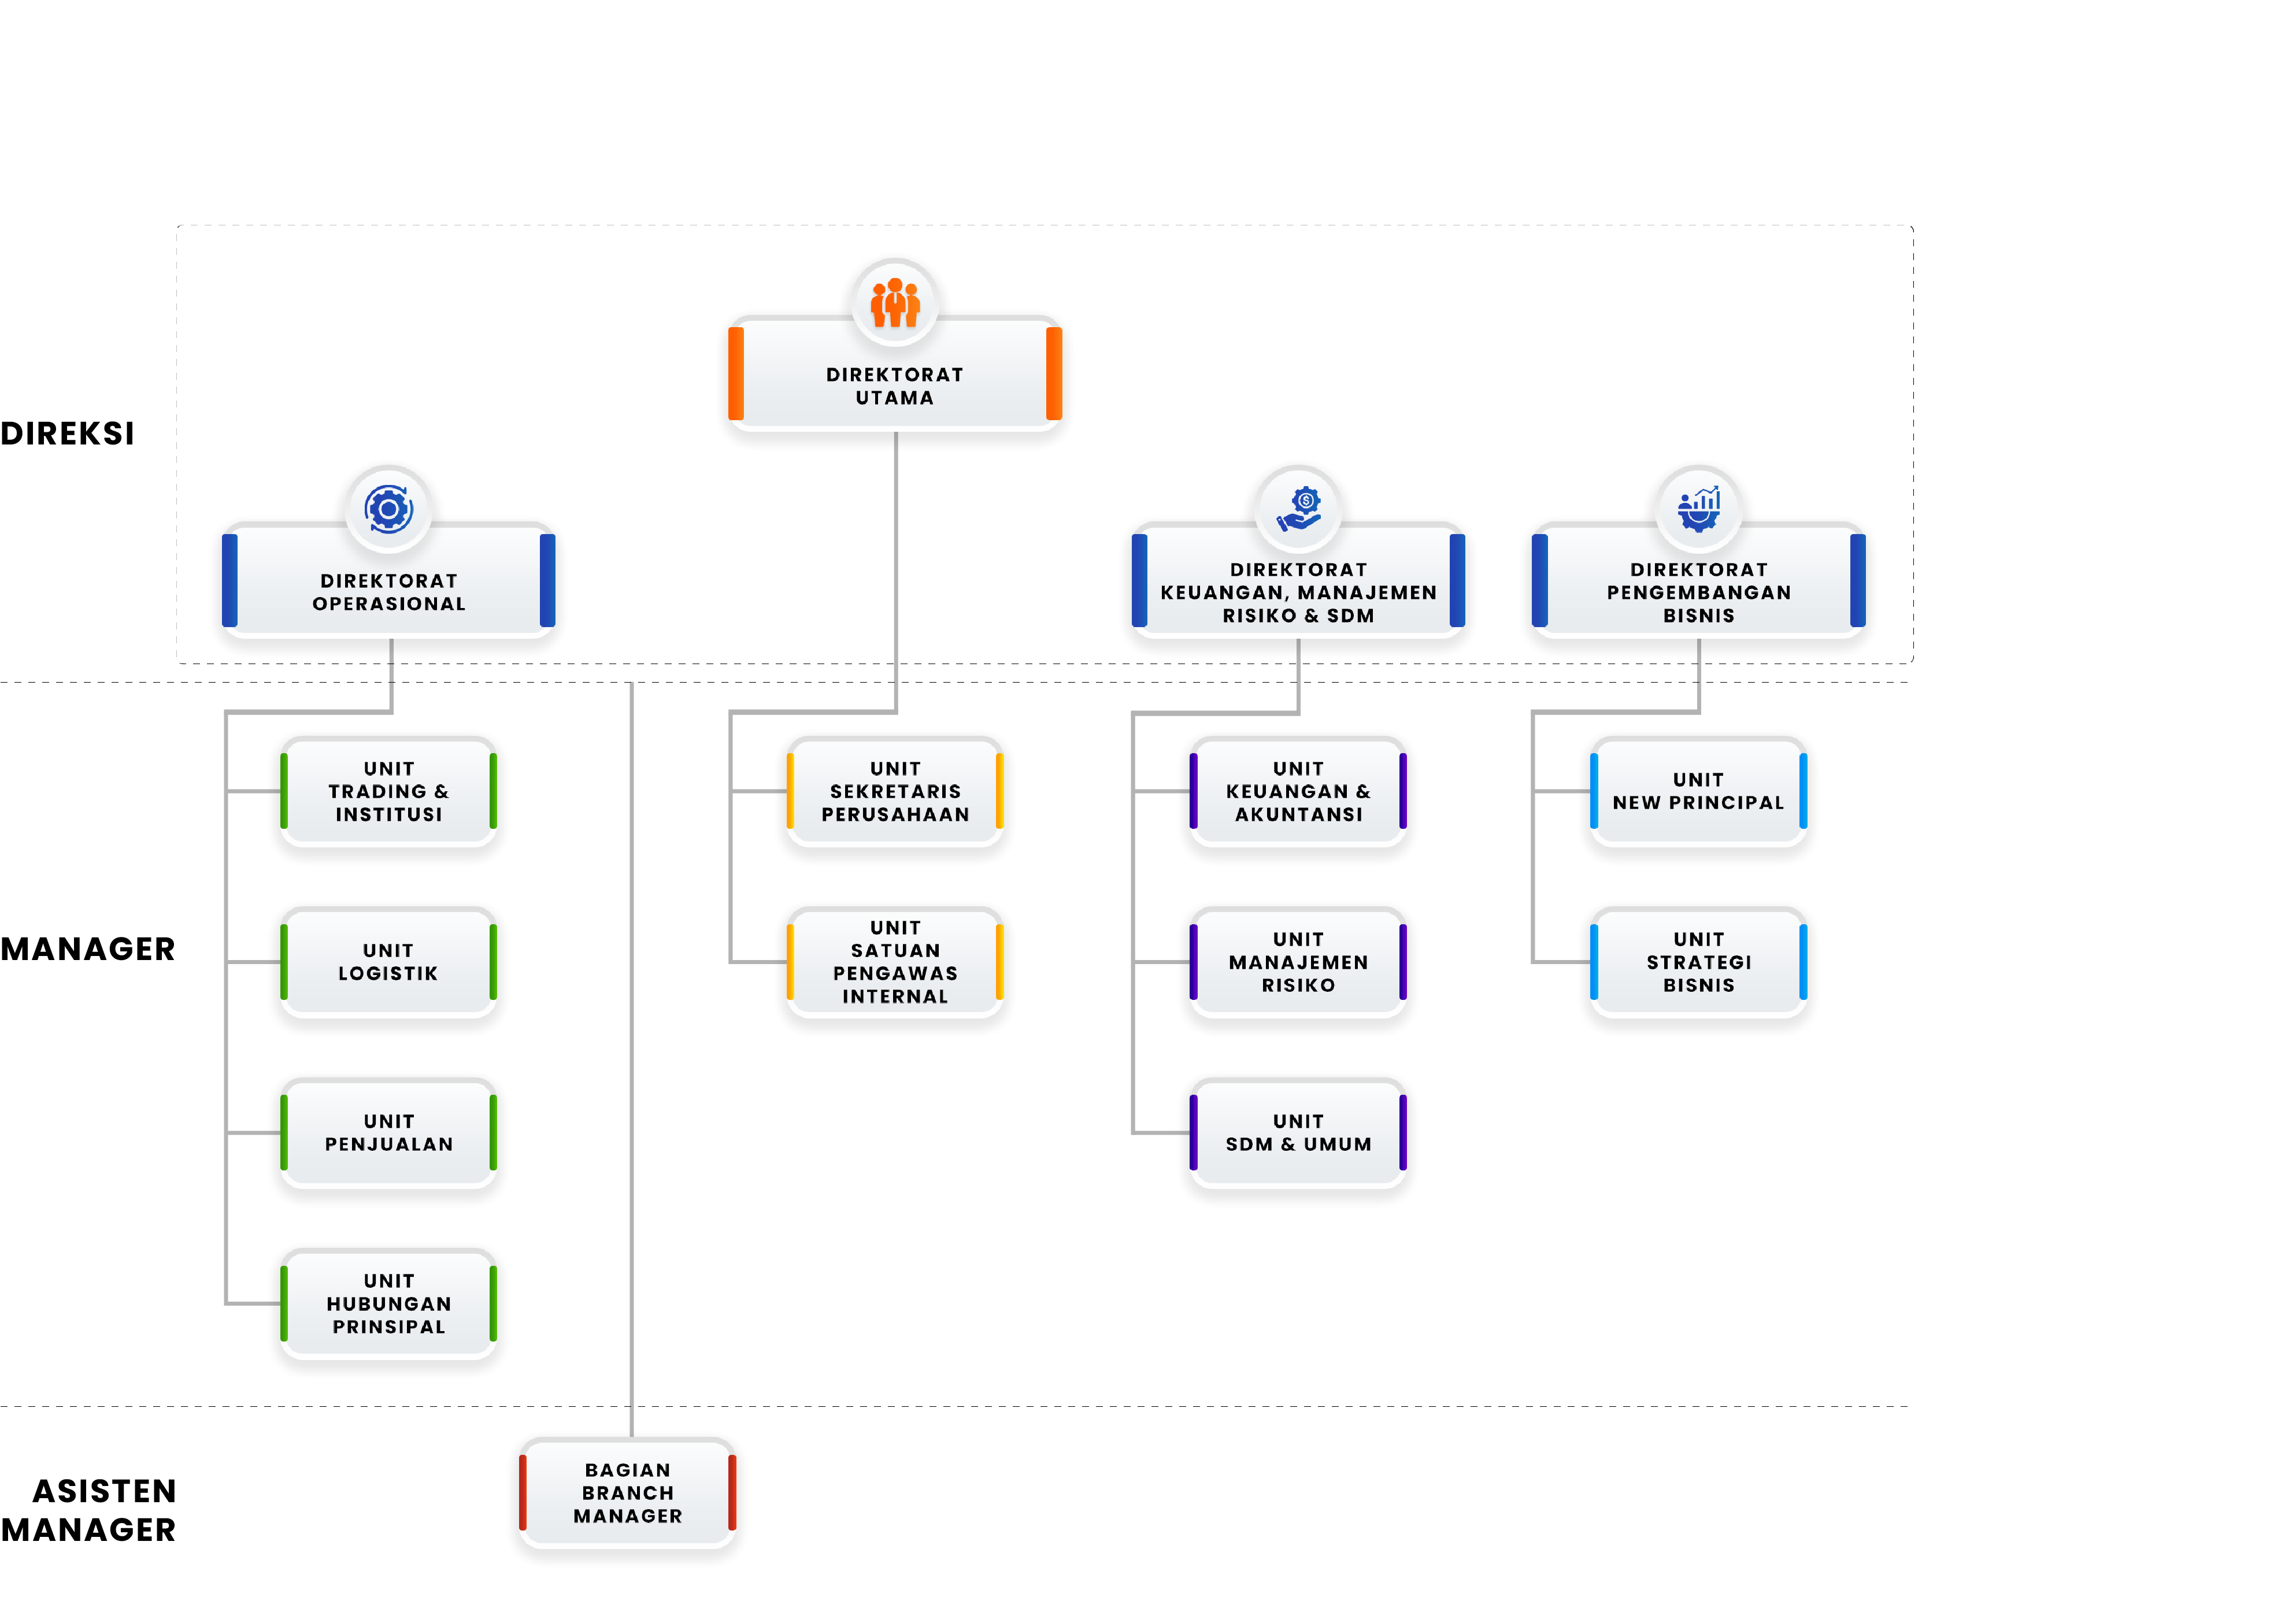 DIREKSI
DIREKTORAT
UTAMA
DIREKTORAT
OPERASIONAL
DIREKTORAT
KEUANGAN, MANAJEMEN
RISIKO & SDM
DIREKTORAT
PENGEMBANGAN
BISNIS
MANAGER
UNIT
TRADING &
INSTITUSI
UNIT
LOGISTIK
UNIT
PENJUALAN
UNIT
HUBUNGAN
PRINSIPAL
UNIT
SEKRETARIS
PERUSAHAAN
UNIT
SATUAN
PENGAWAS
INTERNAL
UNIT
KEUANGAN &
AKUNTANSI
UNIT
MANAJEMEN
RISIKO
UNIT
SDM & UMUM
UNIT
NEW PRINCIPAL
UNIT
STRATEGI
BISNIS
ASISTEN
MANAGER
BAGIAN
BRANCH
MANAGER